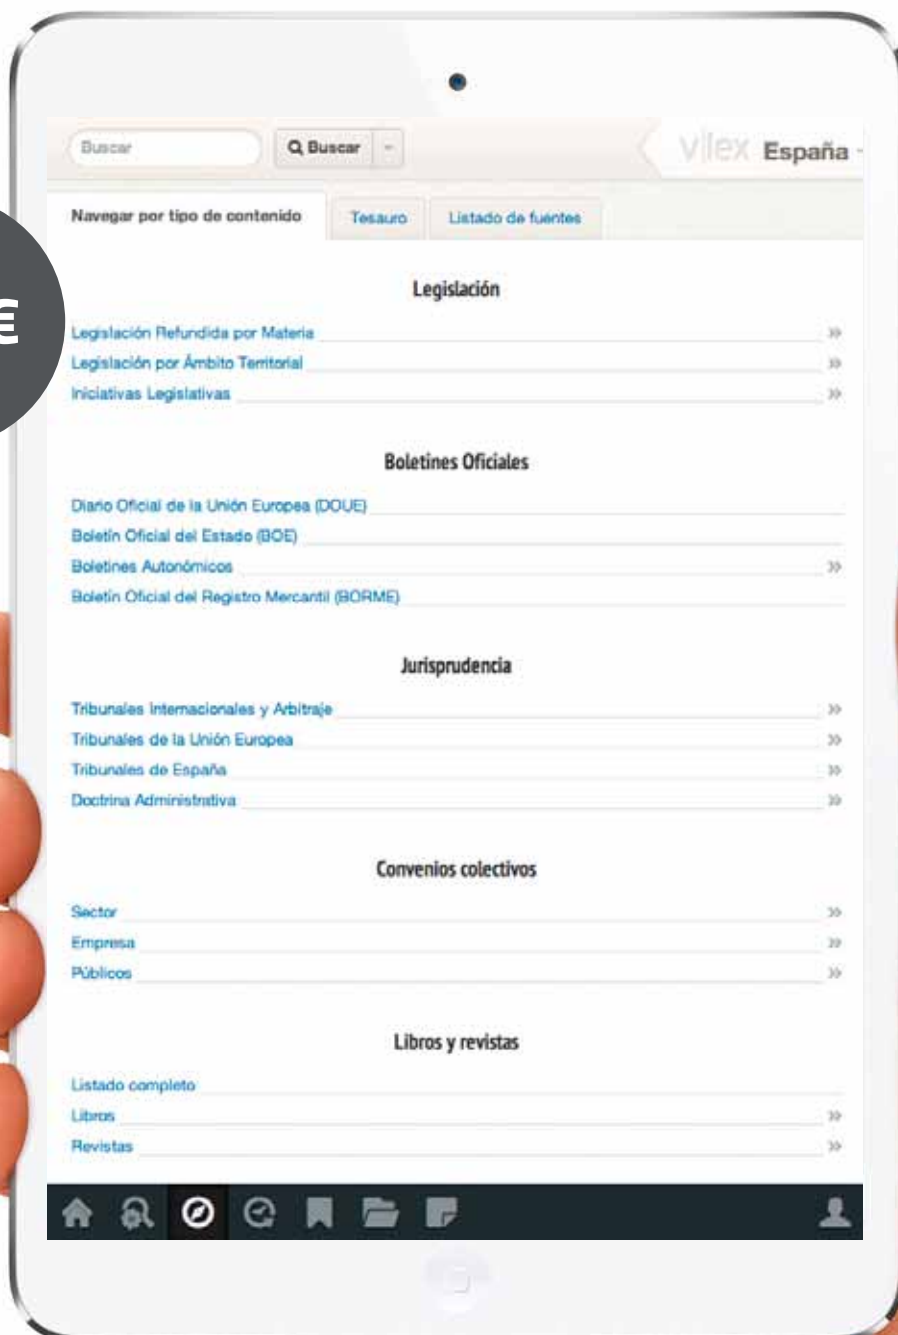 Buscar
Buscar
vlex España
Navegar por tipo de contenido
Tesauro
Listado de fuentes
€
Legislación
Legislación Refundida por Materia
Legislación por Ámbito Territorial
Iniciativas Legislativas
Boletines Oficiales
Diario Oficial de la Unión Europea (DOUE)
Boletín Oficial del Estado (BOE)
Boletines Autonómicos
Boletín Oficial del Registro Mercantil (BORME)
Jurisprudencia
Tribunales Internacionales y Arbitraje
Tribunales de la Unión Europea
Tribunales de España
Doctrina Administrativa
Convenios colectivos
Sector
Empresa
Públicos
Libros y revistas
Listado completo
Libros
Revistas